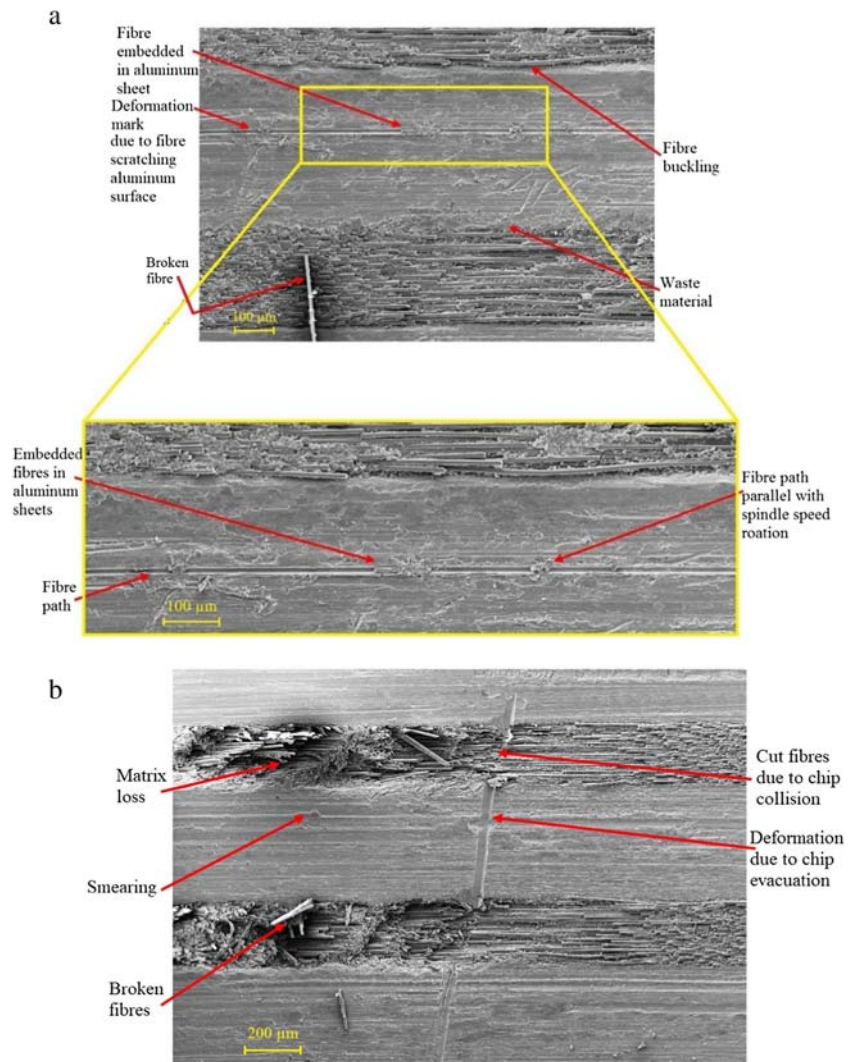 a
Fibre
embedded
in aluminum
sheet
Deformation
mark
due to fibre
scratching
aluminum
surface
Fibre
buckling
Broken
fibre
Waste
material
100 µm
Embedded
fibres in
aluminum
sheets
Fibre path
parallel with
spindle speed
roation
Fibre
path
100 µm
b
Matrix
loss
Cut fibres
due to chip
collision
Smearing
Deformation
due to chip
evacuation
Broken
fibres
200 µm